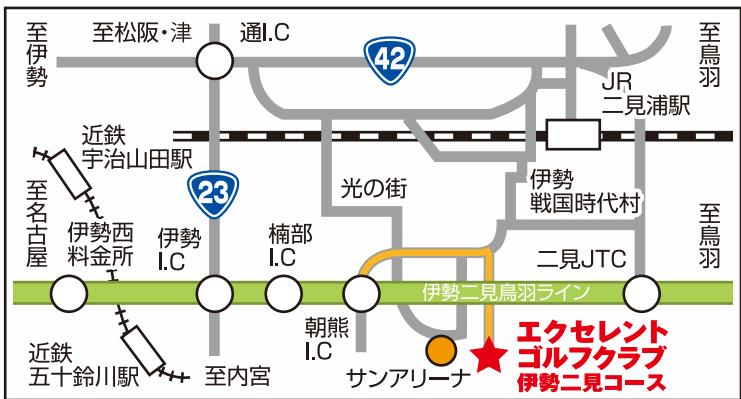 至伊勢
至松阪・津
通I.C
42
至鳥羽
JR
二見浦駅
近鉄
宇治山田駅
23
光の街
伊勢
戦国時代村
至名古屋
伊勢西
料金所
伊勢
I.C
楠部
I.C
二見JTC
至鳥羽
伊勢二見鳥羽ライン
朝熊
I.C
近鉄
五十鈴川駅
至内宮
サンアリーナ
エクセレント
ゴルフクラブ
伊勢二見コース